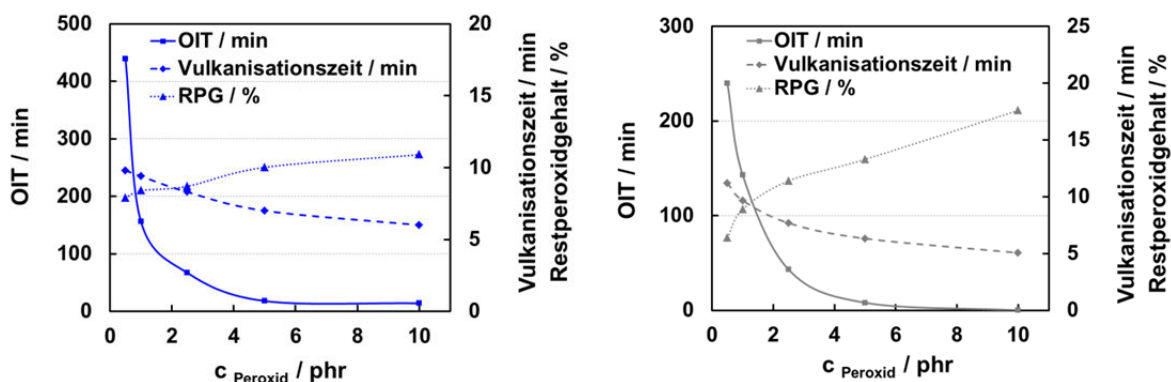 OIT / min
500
400
300
200
100
0
OIT / min
Vulkanisationszeit / min
RPG / %
20
15
10
5
0
Vulkanisationszeit / min
Restperoxidgehalt / %
0 2 4 6 8 10
c Peroxid / phr
OIT / min
300
200
100
0
OIT / min
Vulkanisationszeit / min
RPG / %
25
20
15
10
5
0
Vulkanisationszeit / min
Restperoxidgehalt / %
0 2 4 6 8 10
c Peroxid / phr